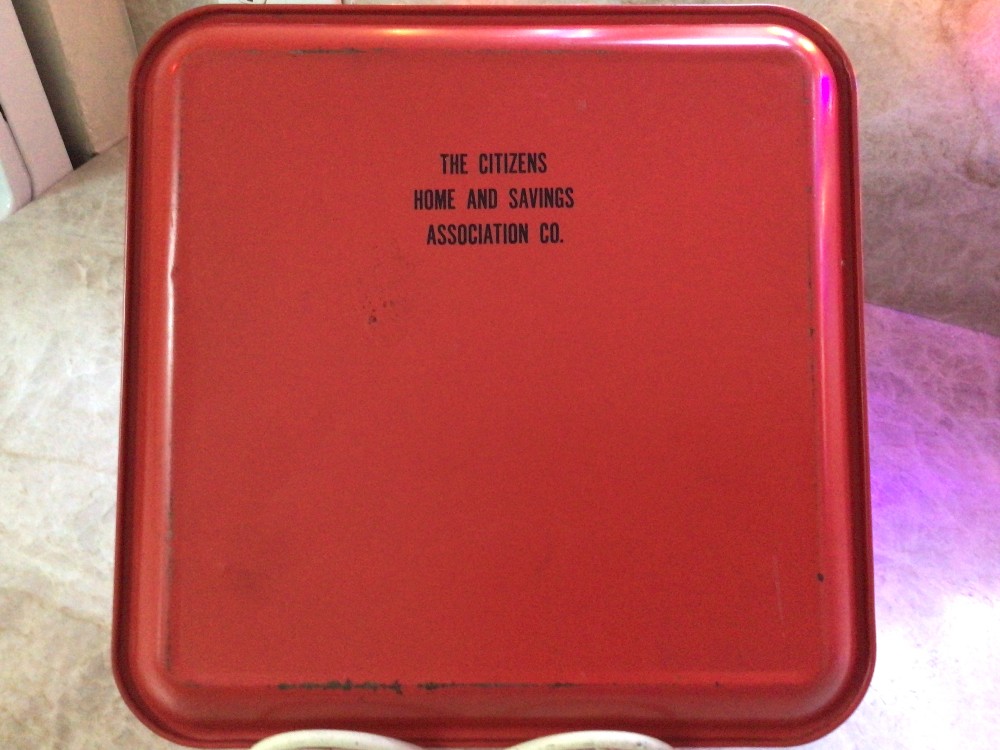 THE CITIZENS
HOME AND SAVINGS
ASSOCIATION CO.